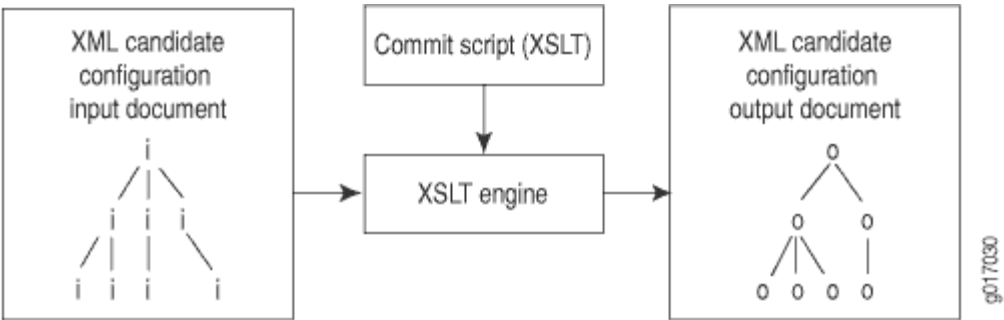 XML candidate
configuration
input document
i
i i i
i i i i
Commit script (XSLT)
XSLT engine
XML candidate
configuration
output document
o
o o
o o o o
g017030